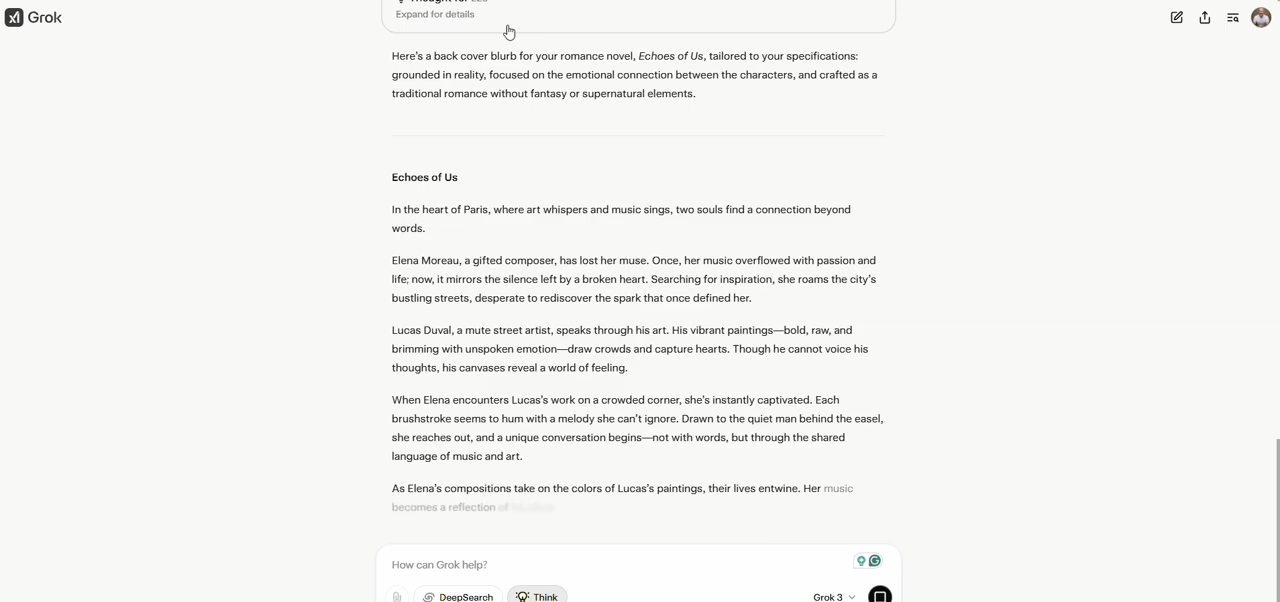 Grok
Thought for 22s
Expand for details
Here's a back cover blurb for your romance novel, Echoes of Us, tailored to your specifications:
grounded in reality, focused on the emotional connection between the characters, and crafted as a
traditional romance without fantasy or supernatural elements.
Echoes of Us
In the heart of Paris, where art whispers and music sings, two souls find a connection beyond
words.
Elena Moreau, a gifted composer, has lost her muse. Once, her music overflowed with passion and
life; now, it mirrors the silence left by a broken heart. Searching for inspiration, she roams the city's
bustling streets, desperate to rediscover the spark that once defined her.
Lucas Duval, a mute street artist, speaks through his art. His vibrant paintings—bold, raw, and
brimming with unspoken emotion—draw crowds and capture hearts. Though he cannot voice his
thoughts, his canvases reveal a world of feeling.
When Elena encounters Lucas's work on a crowded corner, she's instantly captivated. Each
brushstroke seems to hum with a melody she can't ignore. Drawn to the quiet man behind the easel,
she reaches out, and a unique conversation begins—not with words, but through the shared
language of music and art.
As Elena's compositions take on the colors of Lucas's paintings, their lives entwine. Her music
becomes a reflection of
How can Grok help?
DeepSearch
Think
Grok 3